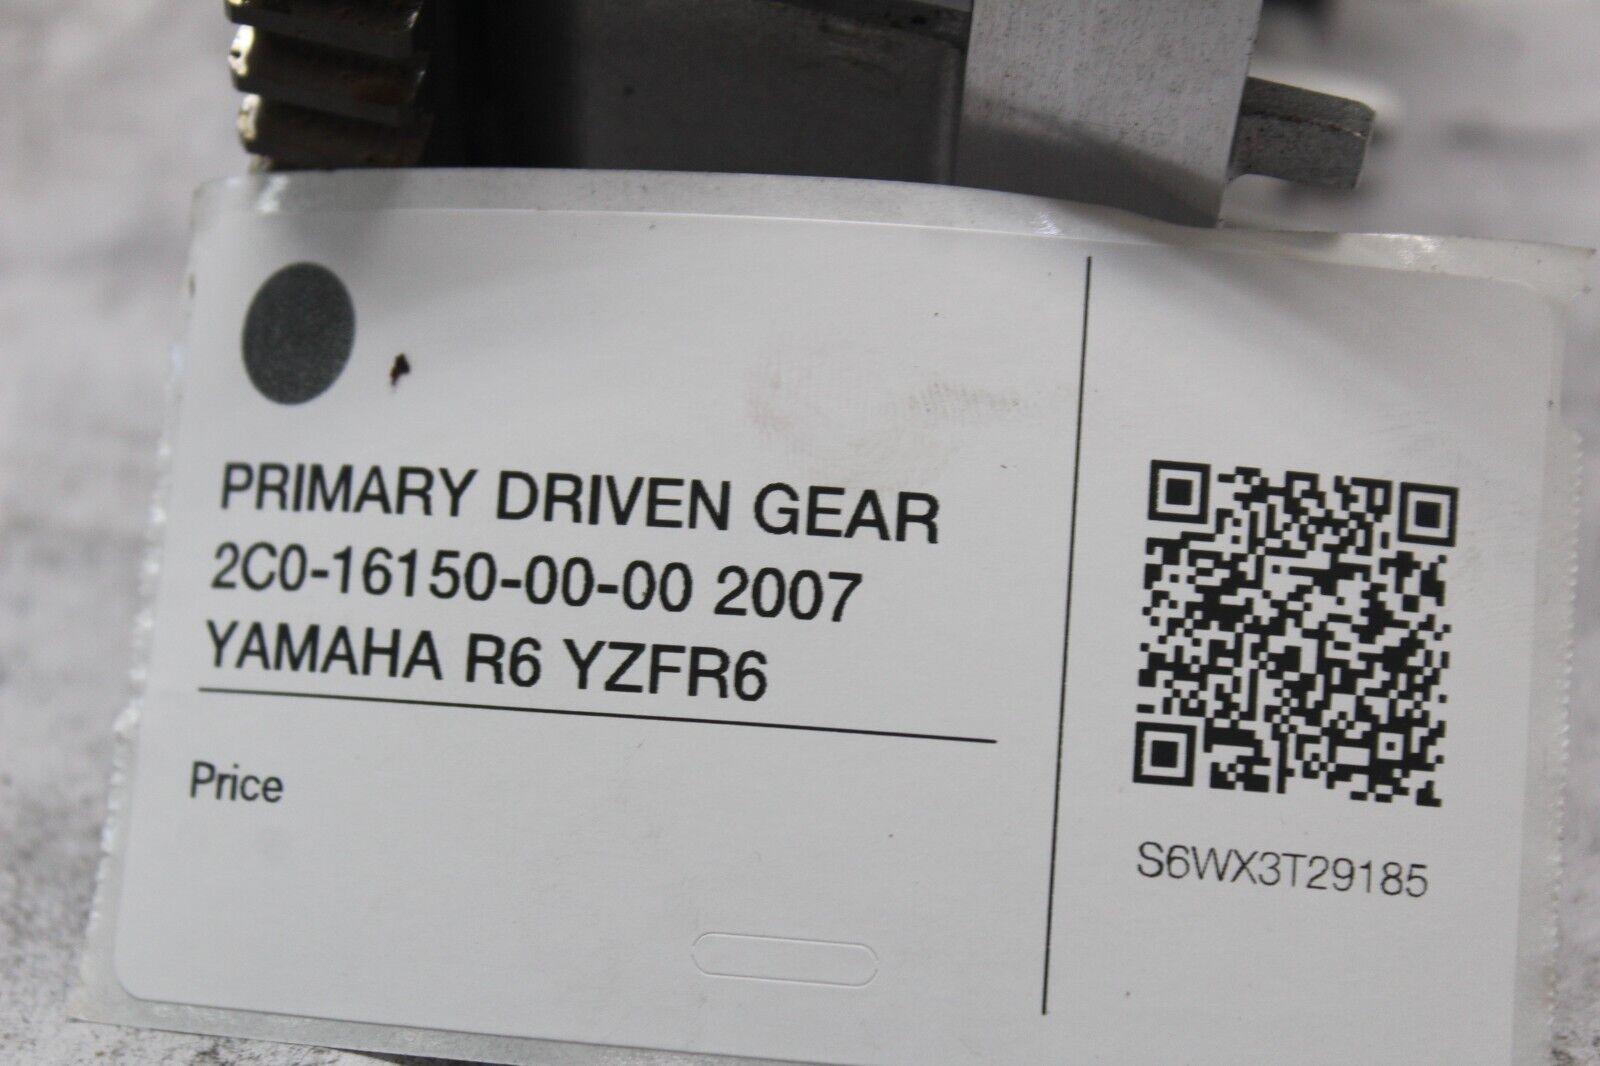 PRIMARY DRIVEN GEAR
2C0-16150-00-00 2007
YAMAHA R6 YZFR6
Price
S6WX3T29185